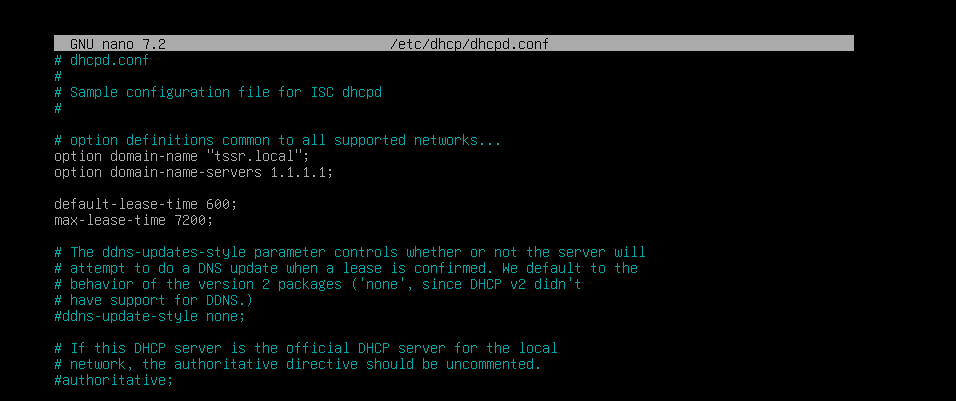 GNU nano 7.2 /etc/dhcp/dhcpd.conf
# dhcpd.conf
#
# Sample configuration file for ISC dhcpd
#
# option definitions common to all supported networks...
option domain-name "tssr.local";
option domain-name-servers 1.1.1.1;
default-lease-time 600;
max-lease-time 7200;
# The ddns-updates-style parameter controls whether or not the server will
# attempt to do a DNS update when a lease is confirmed. We default to the
# behavior of the version 2 packages ('none', since DHCP v2 didn't
# have support for DDNS.)
#ddns-update-style none;
# If this DHCP server is the official DHCP server for the local
# network, the authoritative directive should be uncommented.
#authoritative;